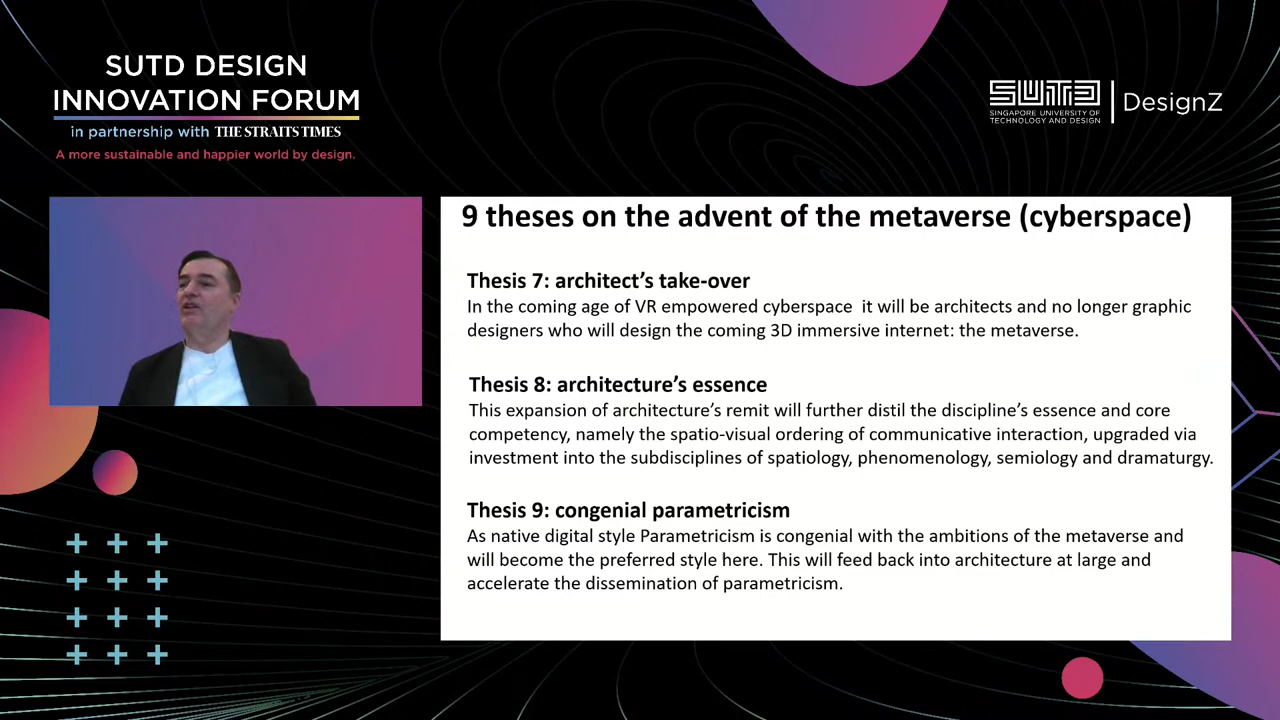 SUTD DESIGN
INNOVATION FORUM
in partnership with THE STRAITS TIMES
A more sustainable and happier world by design.
SUTD
SINGAPORE UNIVERSITY OF
TECHNOLOGY AND DESIGN
DesignZ
9 theses on the advent of the metaverse (cyberspace)
Thesis 7: architect’s take-over
In the coming age of VR empowered cyberspace  it will be architects and no longer graphic
designers who will design the coming 3D immersive internet: the metaverse.
Thesis 8: architecture’s essence
This expansion of architecture’s remit will further distil the discipline’s essence and core
competency, namely the spatio-visual ordering of communicative interaction, upgraded via
investment into the subdisciplines of spatiology, phenomenology, semiology and dramaturgy.
Thesis 9: congenial parametricism
As native digital style Parametricism is congenial with the ambitions of the metaverse and
will become the preferred style here. This will feed back into architecture at large and
accelerate the dissemination of parametricism.